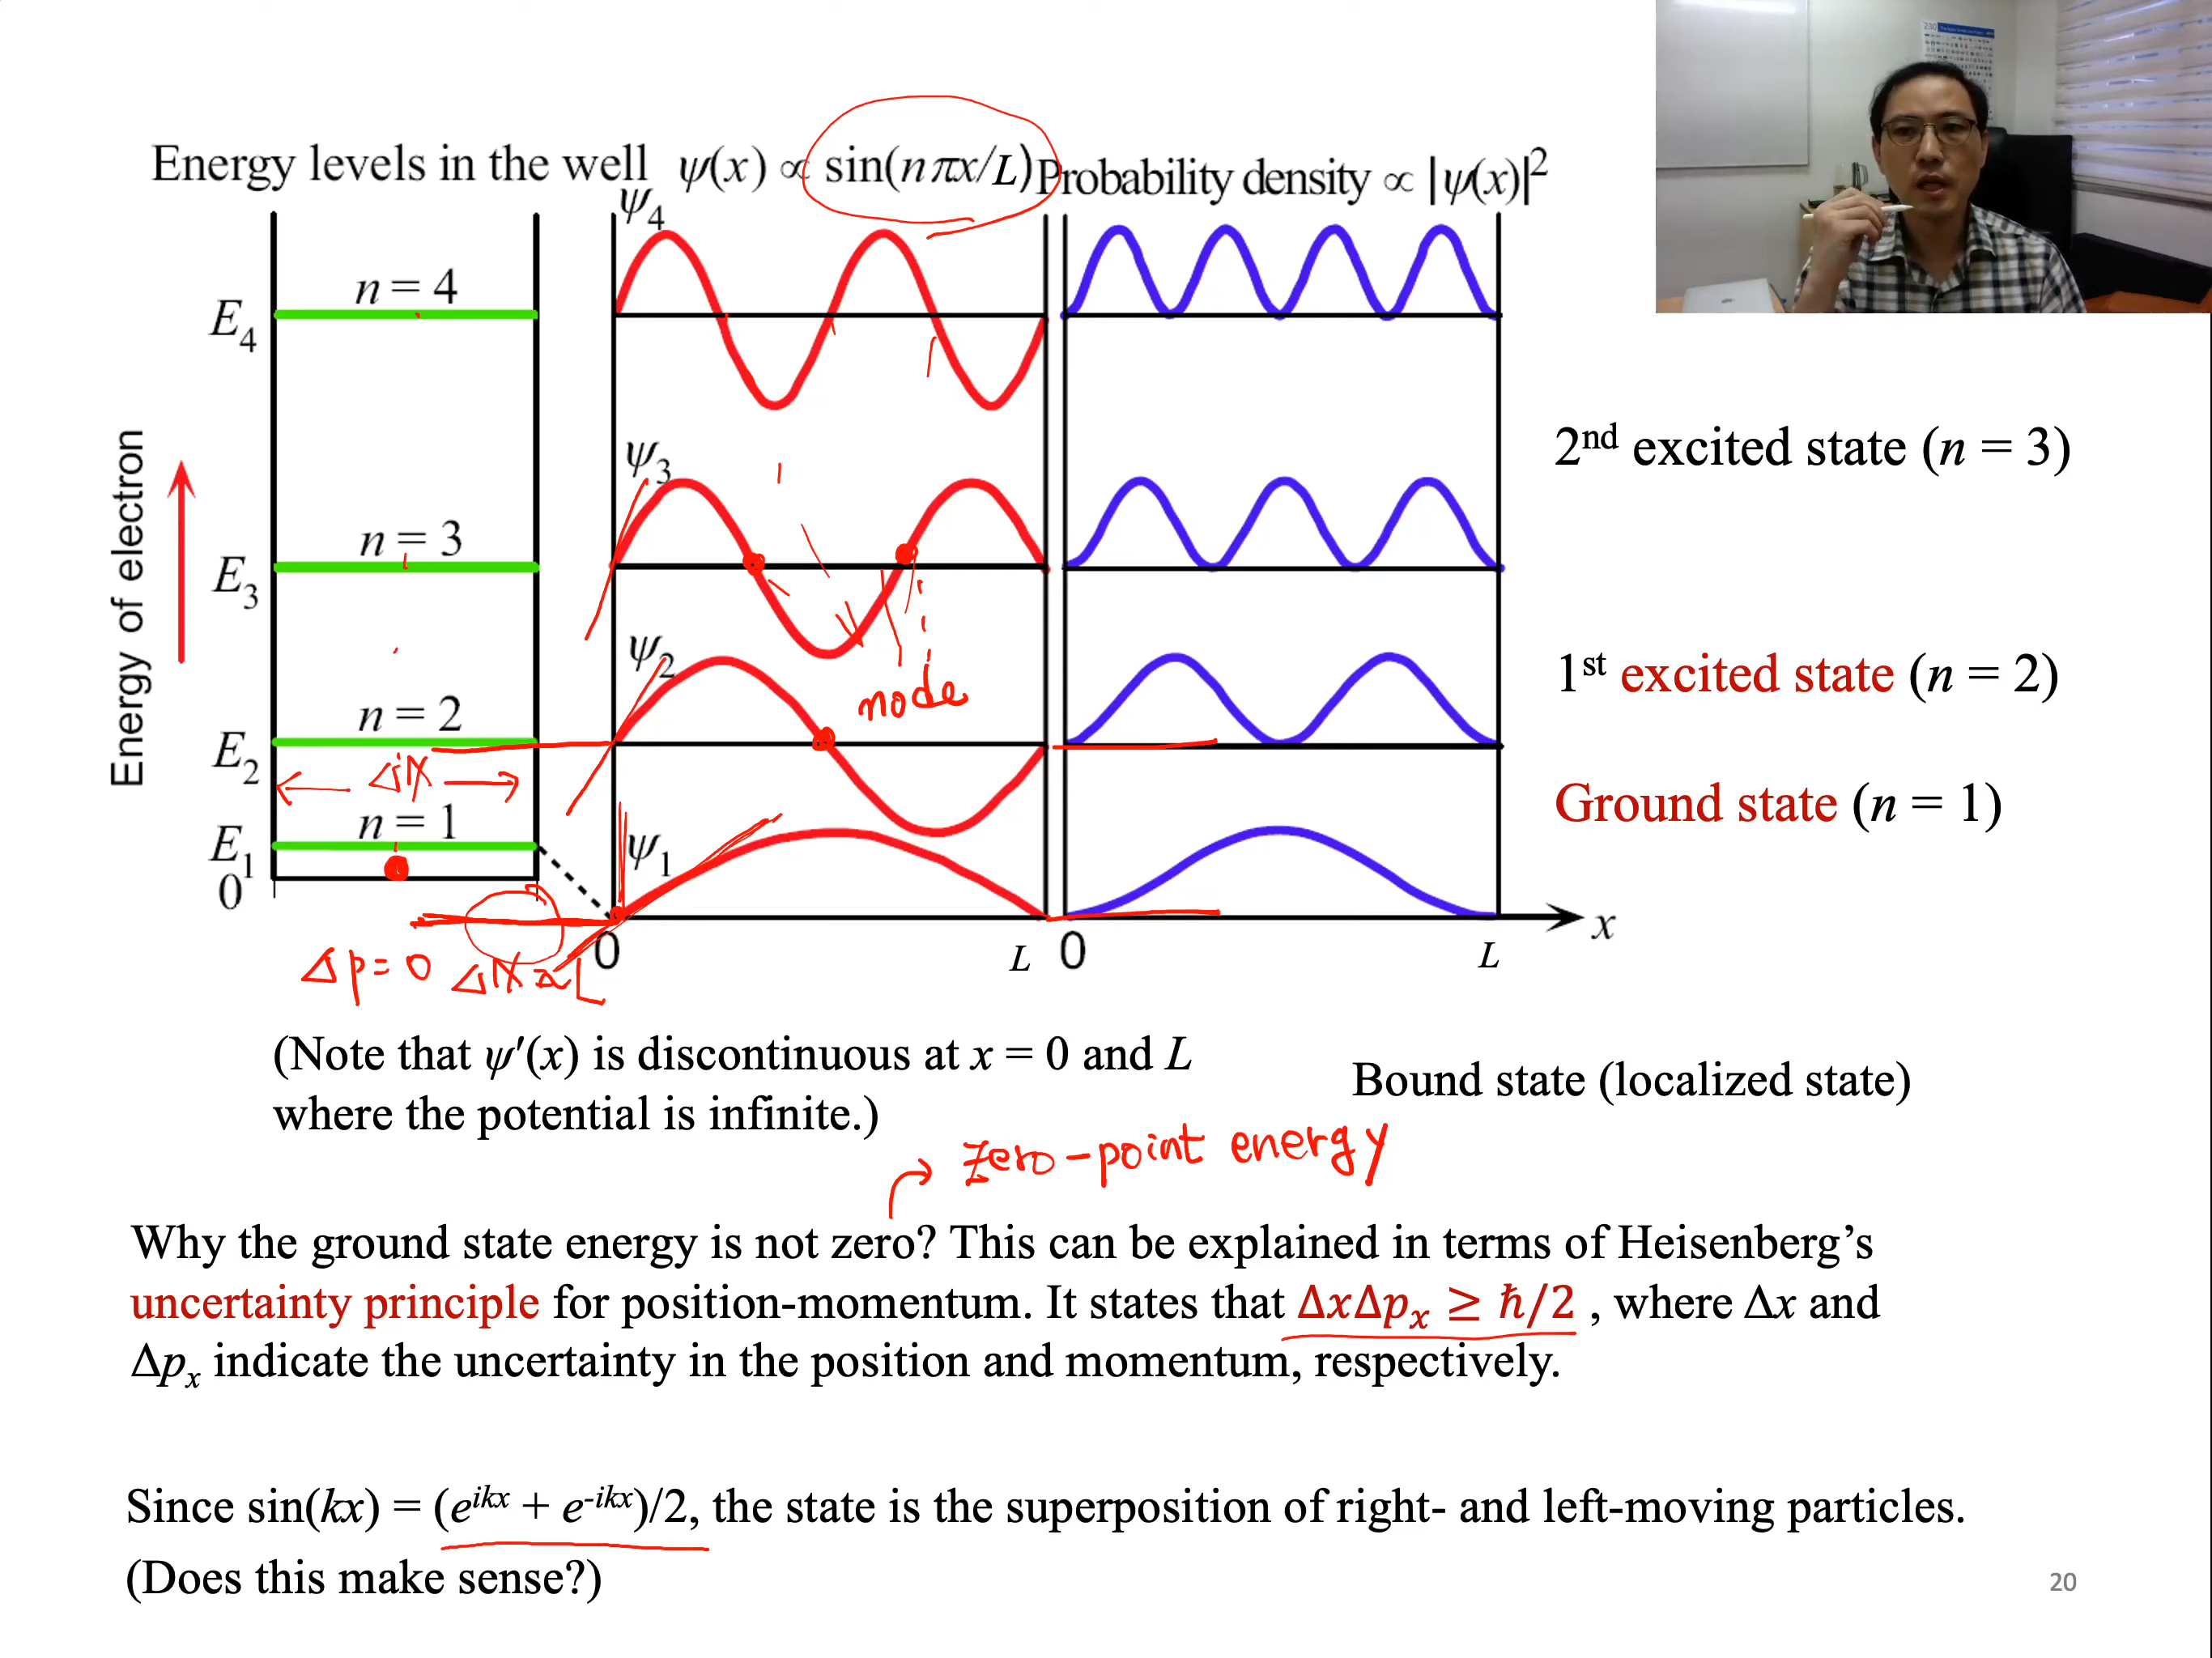 Energy levels in the well ψ(x) ∝ sin(nπx/L) Probability density ∝ |ψ(x)|²
ψ₄
n = 4
E₄
ψ₃
2nd excited state (n = 3)
n = 3
E₃
ψ₂
node
1st excited state (n = 2)
n = 2
E₂
Δx
Ground state (n = 1)
n = 1
E₁
ψ₁
0
Energy of electron
0 L 0 L x
Δp = 0 Δx ≈ L
(Note that ψ′(x) is discontinuous at x = 0 and L
where the potential is infinite.)
Bound state (localized state)
zero-point energy
Why the ground state energy is not zero? This can be explained in terms of Heisenberg’s
uncertainty principle for position-momentum. It states that ΔxΔpₓ ≥ ℏ/2 , where Δx and
Δpₓ indicate the uncertainty in the position and momentum, respectively.
Since sin(kx) = (e^{ikx} + e^{-ikx})/2, the state is the superposition of right- and left-moving particles.
(Does this make sense?)
20